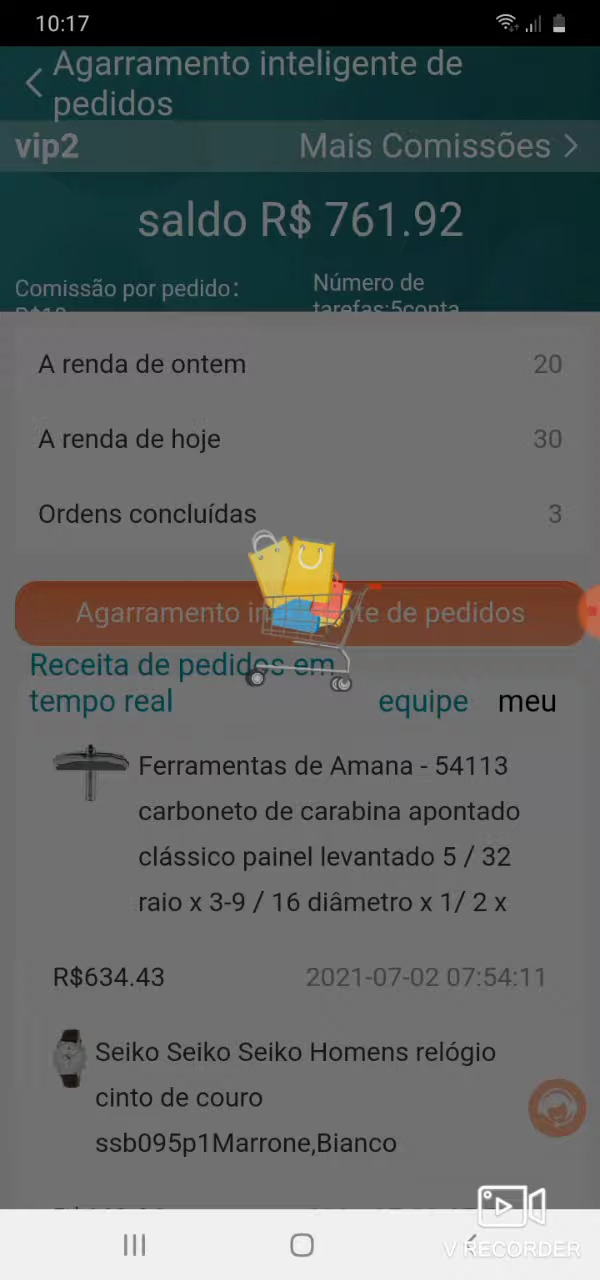 10:17
Agarramento inteligente de
pedidos
vip2 Mais Comissões
saldo R$ 761.92
Comissão por pedido:
Número de
tarefas:5conta
A renda de ontem 20
A renda de hoje 30
Ordens concluídas 3
Agarramento in nte de pedidos
Receita de pedidos em
tempo real
equipe meu
Ferramentas de Amana - 54113
carboneto de carabina apontado
clássico painel levantado 5 / 32
raio x 3-9 / 16 diâmetro x 1/ 2 x
R$634.43 2021-07-02 07:54:11
Seiko Seiko Seiko Homens relógio
cinto de couro
ssb095p1Marrone,Bianco
V RECORDER